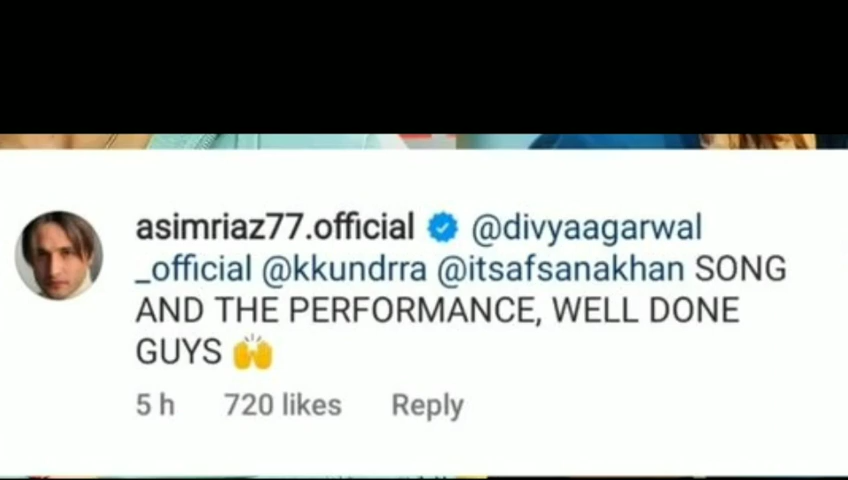 asimriaz77.official @divyaagarwal
_official @kkundrra @itsafsanakhan SONG
AND THE PERFORMANCE, WELL DONE
GUYS 🙌
5 h 720 likes Reply